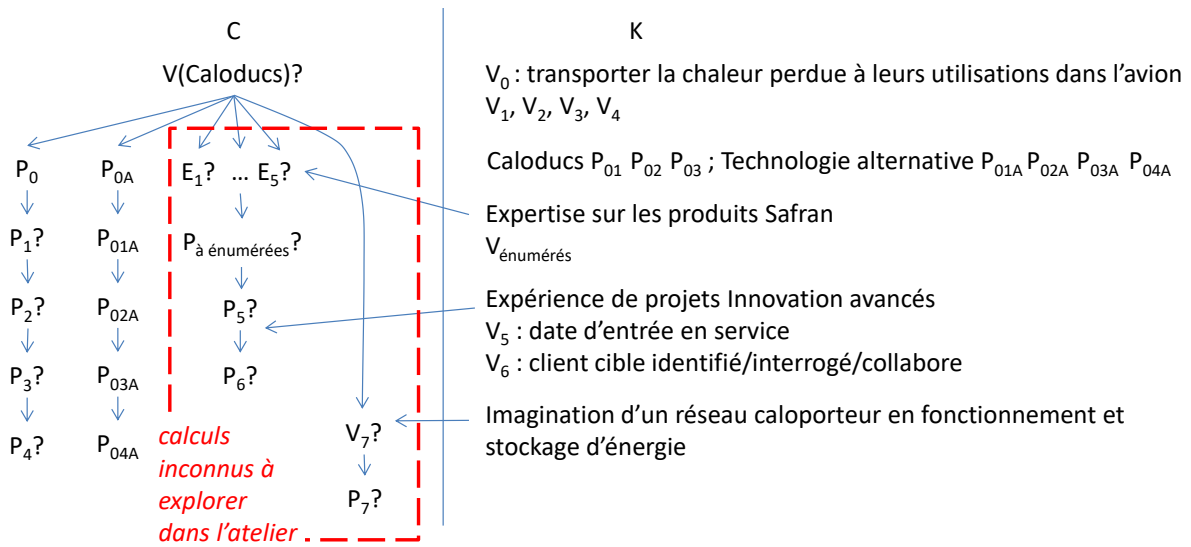 C
K
V(Caloducs)?
V0 : transporter la chaleur perdue à leurs utilisations dans l'avion
V1, V2, V3, V4
P0 P0A E1? ... E5?
Caloducs P01 P02 P03 ; Technologie alternative P01A P02A P03A P04A
Expertise sur les produits Safran
P1? P01A P à énumérées?
Vénumérés
Expérience de projets Innovation avancés
P2? P02A P5?
V5 : date d'entrée en service
V6 : client cible identifié/interrogé/collabore
P3? P03A P6?
Imagination d'un réseau caloporteur en fonctionnement et
stockage d'énergie
P4? P04A V7?
P7?
calculs
inconnus à
explorer
dans l'atelier